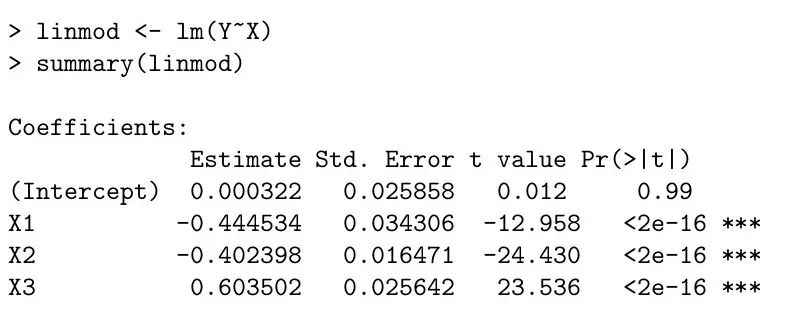 > linmod <- lm(Y~X)
> summary(linmod)
Coefficients:
Estimate Std. Error t value Pr(>|t|)
(Intercept) 0.000322 0.025858 0.012 0.99
X1 -0.444534 0.034306 -12.958 <2e-16 ***
X2 -0.402398 0.016471 -24.430 <2e-16 ***
X3 0.603502 0.025642 23.536 <2e-16 ***